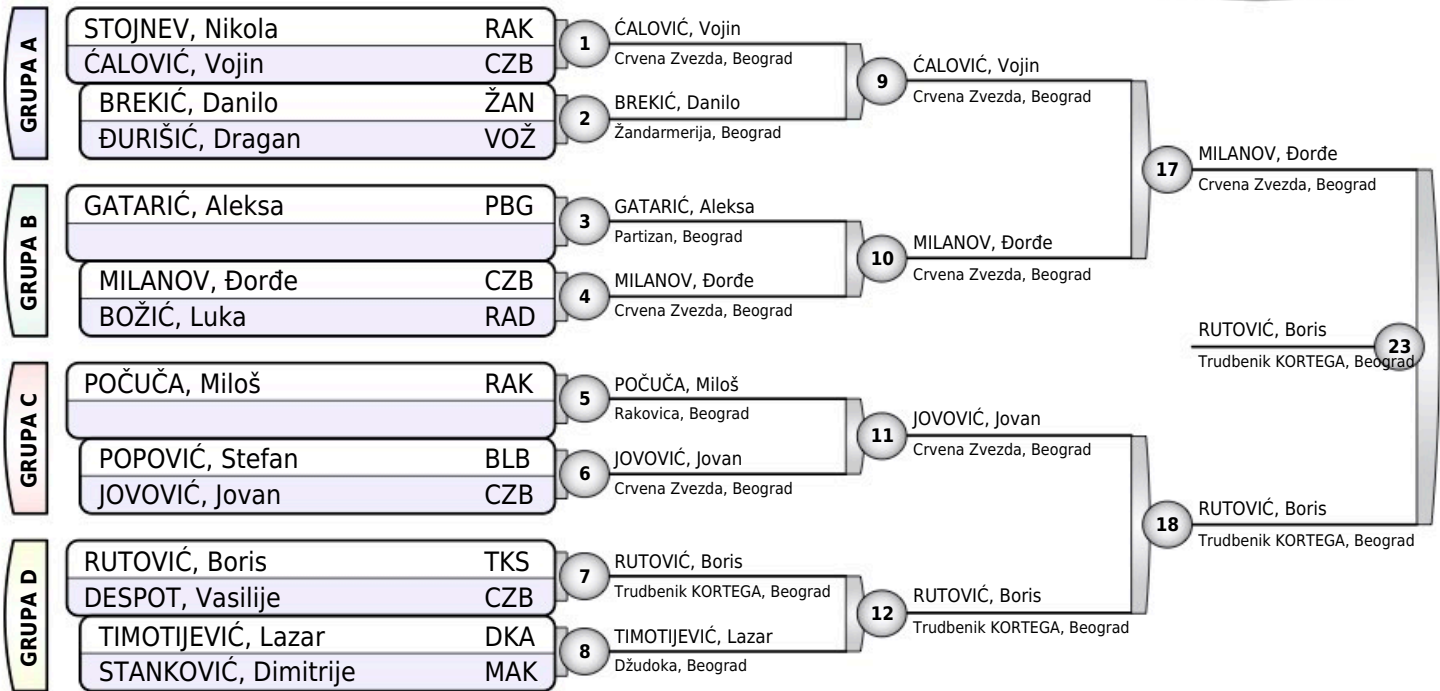 GRUPA A
STOJNEV, Nikola RAK
ĆALOVIĆ, Vojin CZB
BREKIĆ, Danilo ŽAN
ĐURIŠIĆ, Dragan VOŽ
GRUPA B
GATARIĆ, Aleksa PBG
MILANOV, Đorđe CZB
BOŽIĆ, Luka RAD
GRUPA C
POČUČA, Miloš RAK
POPOVIĆ, Stefan BLB
JOVOVIĆ, Jovan CZB
GRUPA D
RUTOVIĆ, Boris TKS
DESPOT, Vasilije CZB
TIMOTIJEVIĆ, Lazar DKA
STANKOVIĆ, Dimitrije MAK
1 ĆALOVIĆ, Vojin
Crvena Zvezda, Beograd
2 BREKIĆ, Danilo
Žandarmerija, Beograd
3 GATARIĆ, Aleksa
Partizan, Beograd
4 MILANOV, Đorđe
Crvena Zvezda, Beograd
5 POČUČA, Miloš
Rakovica, Beograd
6 JOVOVIĆ, Jovan
Crvena Zvezda, Beograd
7 RUTOVIĆ, Boris
Trudbenik KORTEGA, Beograd
8 TIMOTIJEVIĆ, Lazar
Džudoka, Beograd
9 ĆALOVIĆ, Vojin
Crvena Zvezda, Beograd
10 MILANOV, Đorđe
Crvena Zvezda, Beograd
11 JOVOVIĆ, Jovan
Crvena Zvezda, Beograd
12 RUTOVIĆ, Boris
Trudbenik KORTEGA, Beograd
17 MILANOV, Đorđe
Crvena Zvezda, Beograd
18 RUTOVIĆ, Boris
Trudbenik KORTEGA, Beograd
RUTOVIĆ, Boris 23
Trudbenik KORTEGA, Beograd